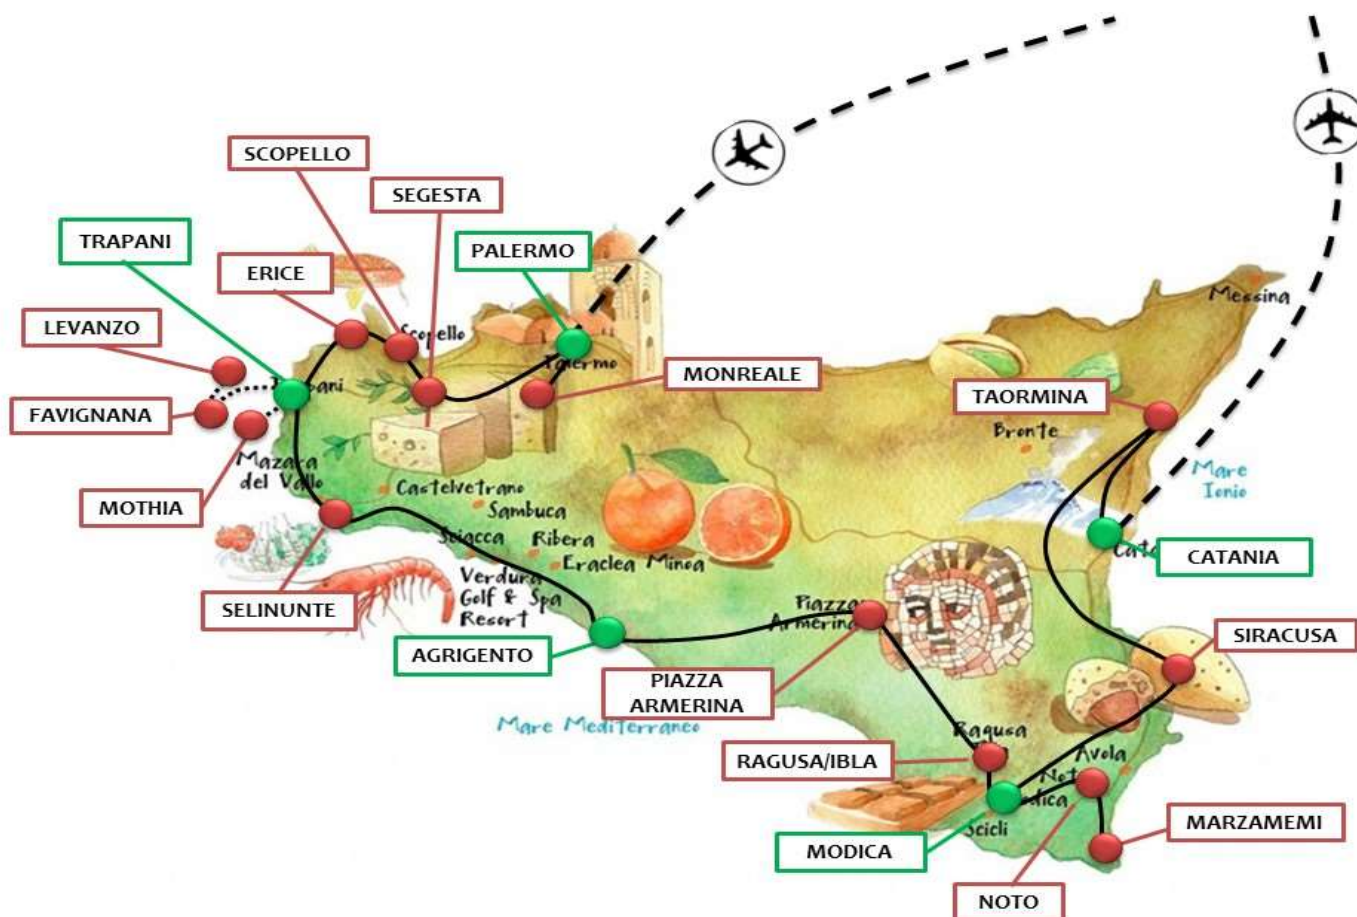 SCOPELLO
SEGESTA
TRAPANI
PALERMO
ERICE
Messina
LEVANZO
Scopello
Palermo
MONREALE
TAORMINA
FAVIGNANA
Bronte
Mazara
del Vallo
Mare
Ionio
MOTHIA
Castelvetrano
Sambuca
Sciacca
Ribera
Eraclea Minoa
CATANIA
Verdura
Golf & Spa
Resort
SELINUNTE
Piazza
Armerina
AGRIGENTO
SIRACUSA
PIAZZA
ARMERINA
Mare Mediterraneo
Ragusa
RAGUSA/IBLA
Avola
Scicli
MARZAMEMI
MODICA
NOTO